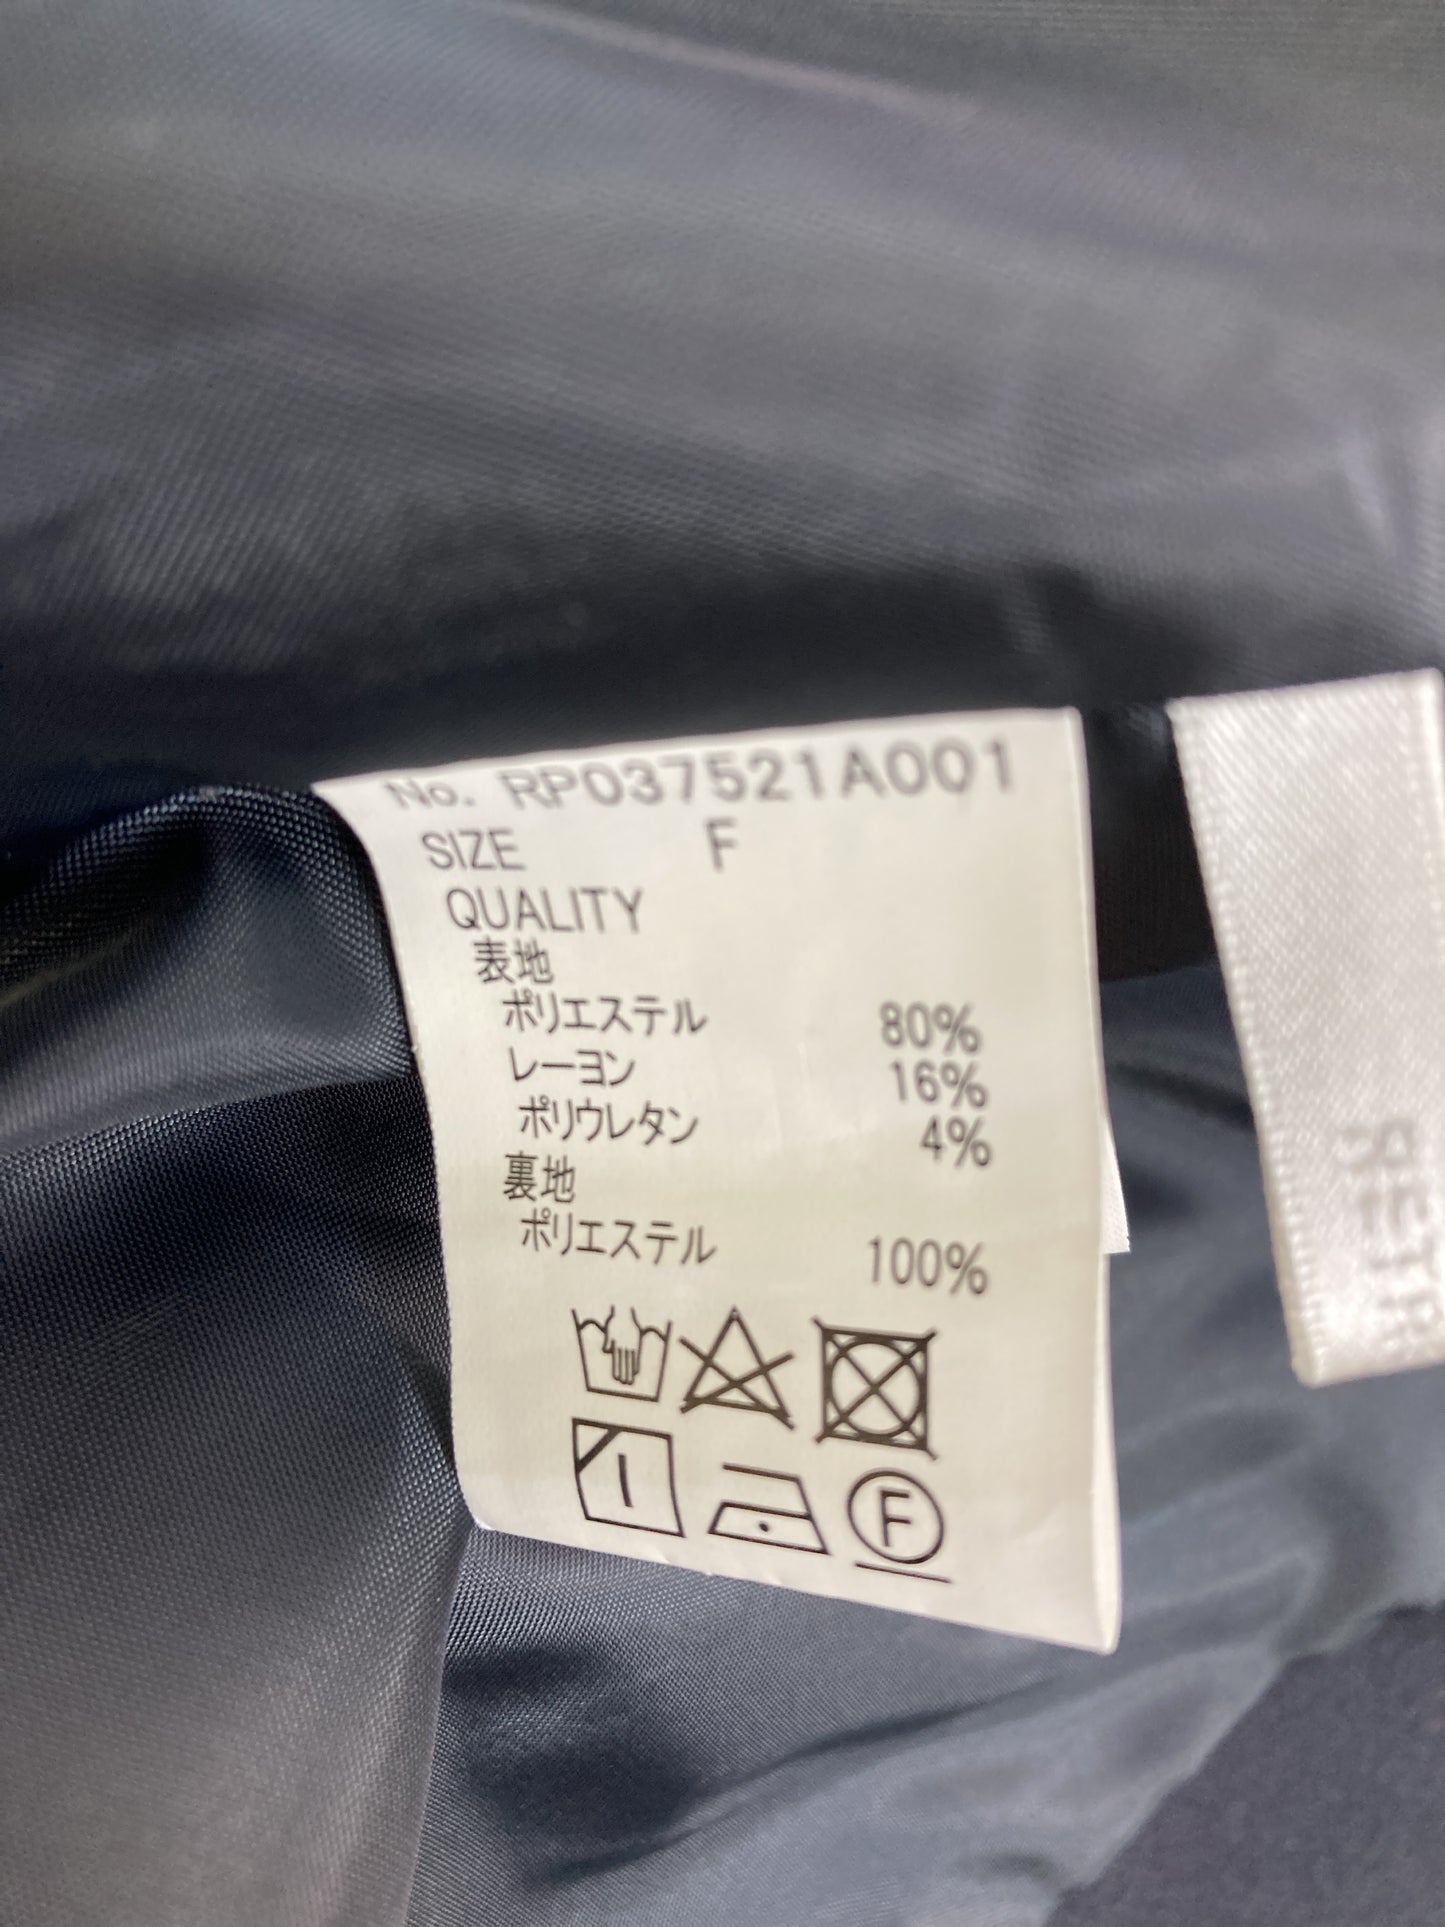 No. RP037521A001
SIZE F
QUALITY
表地
ポリエステル 80%
レーヨン 16%
ポリウレタン 4%
裏地
ポリエステル 100%
F